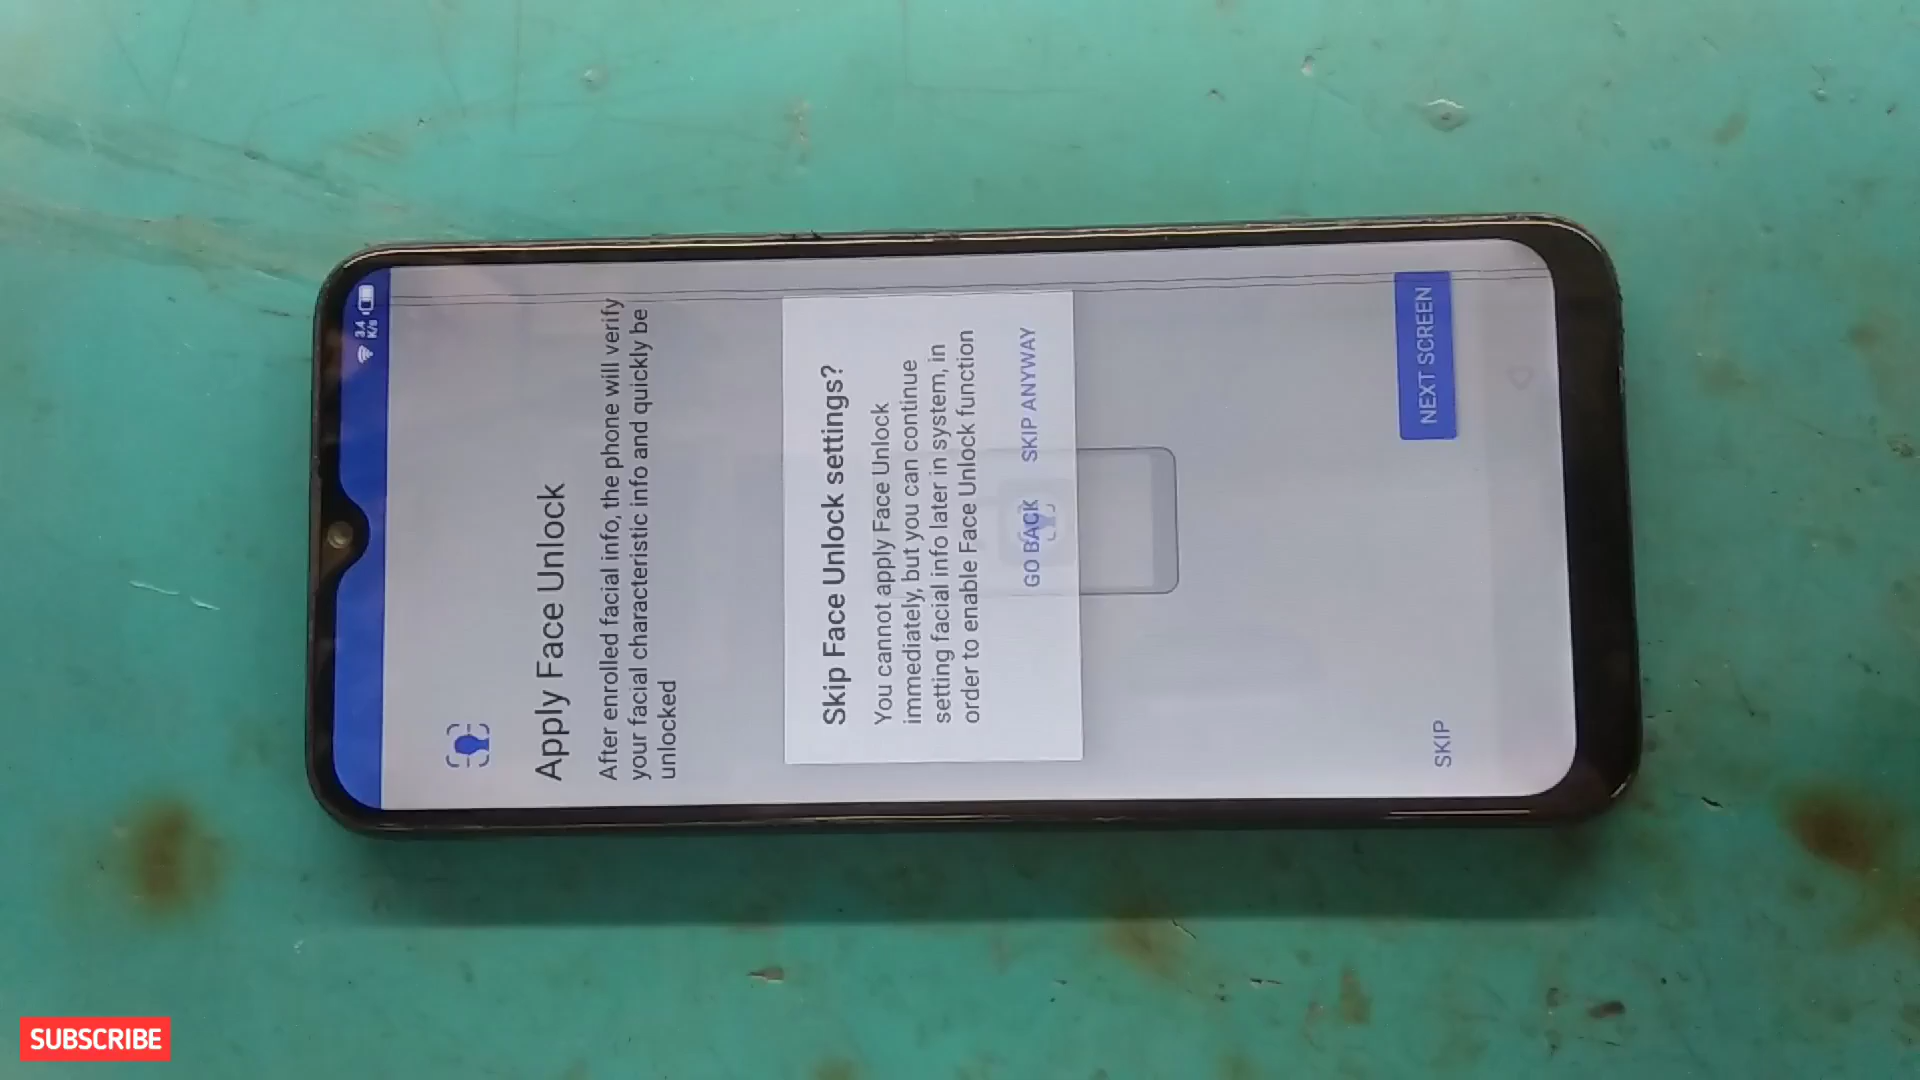 3.4
K/s
Apply Face Unlock
After enrolled facial info, the phone will verify
your facial characteristic info and quickly be
unlocked
Skip Face Unlock settings?
You cannot apply Face Unlock
immediately, but you can continue
setting facial info later in system, in
order to enable Face Unlock function
GO BACK
SKIP ANYWAY
SKIP
NEXT SCREEN
SUBSCRIBE